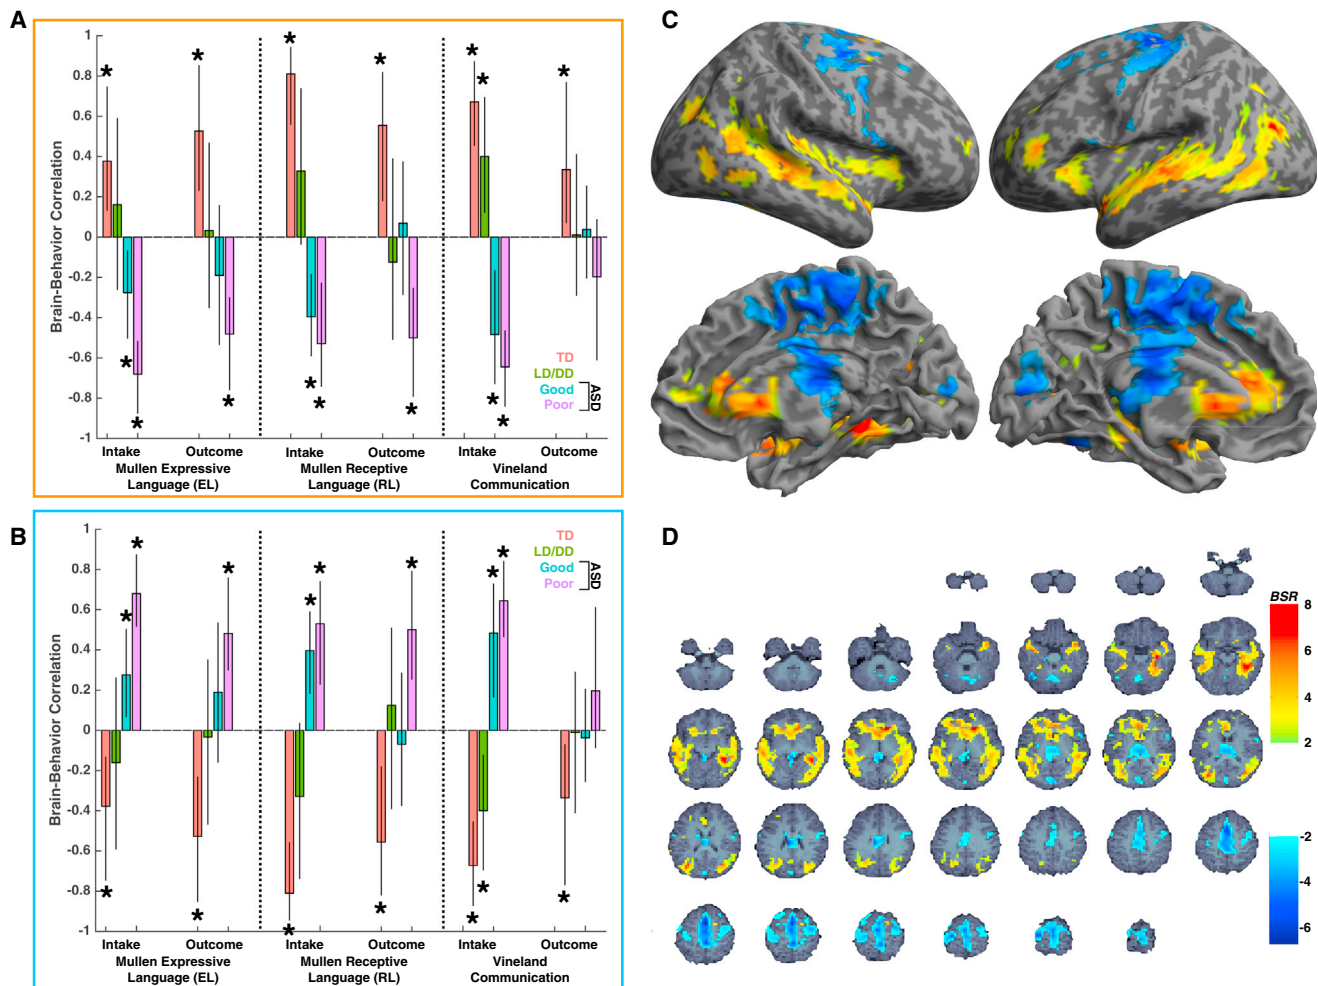 A
Brain-Behavior Correlation
1
0.8
0.6
0.4
0.2
0
-0.2
-0.4
-0.6
-0.8
-1
* * * * * * *
* * * * * * * *
TD
LD/DD
Good
Poor
ASD
Intake Outcome Intake Outcome Intake Outcome
Mullen Expressive Language (EL)
Mullen Receptive Language (RL)
Vineland Communication
B
Brain-Behavior Correlation
1
0.8
0.6
0.4
0.2
0
-0.2
-0.4
-0.6
-0.8
-1
* * * * * * * *
* * * * * * *
TD
LD/DD
Good
Poor
ASD
Intake Outcome Intake Outcome Intake Outcome
Mullen Expressive Language (EL)
Mullen Receptive Language (RL)
Vineland Communication
C
D
BSR
8
6
4
2
-2
-4
-6